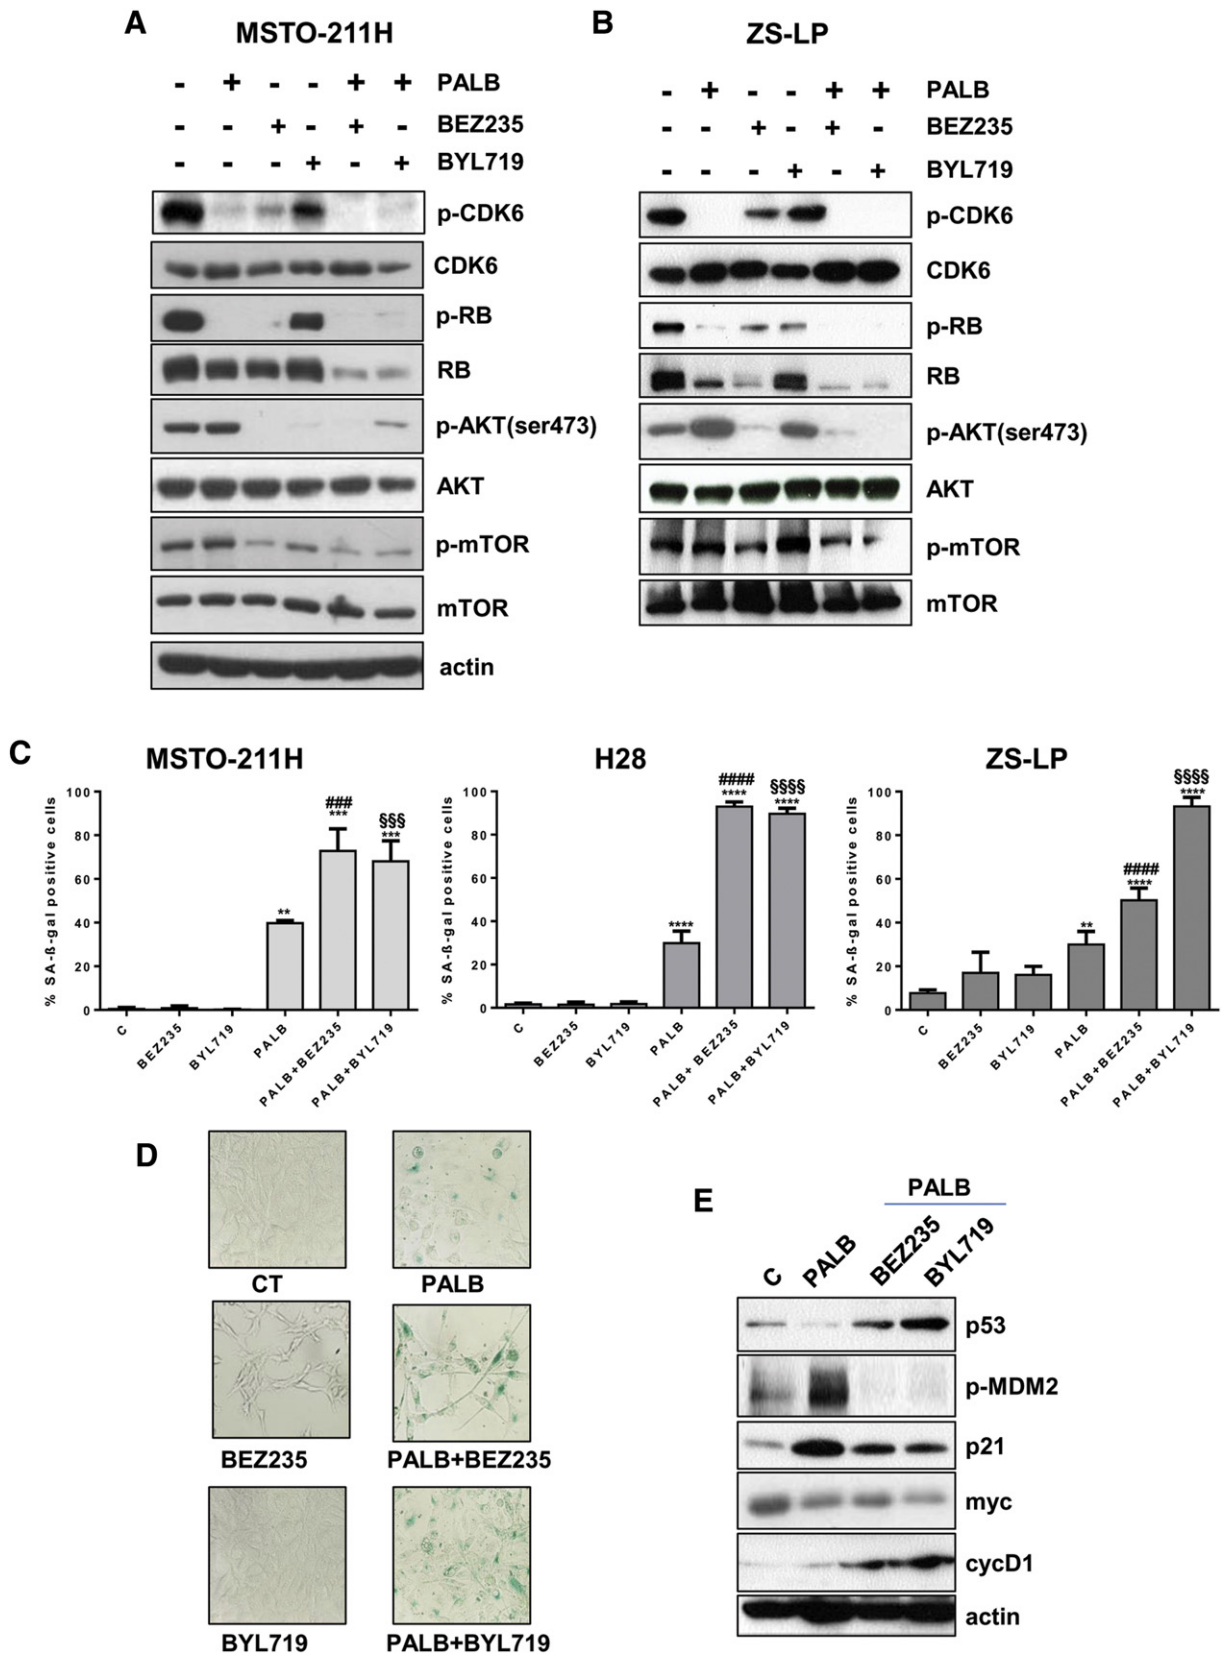 A
MSTO-211H
- + - - + + PALB
- - + - + - BEZ235
- - - + - + BYL719
p-CDK6
CDK6
p-RB
RB
p-AKT(ser473)
AKT
p-mTOR
mTOR
actin
B
ZS-LP
- + - - + + PALB
- - + - + - BEZ235
- - - + - + BYL719
p-CDK6
CDK6
p-RB
RB
p-AKT(ser473)
AKT
p-mTOR
mTOR
C
MSTO-211H
% SA-ß-gal positive cells
100
80
60
40
20
0
**
###
***
§§§
***
C
BEZ235
BYL719
PALB
PALB+BEZ235
PALB+BYL719
H28
% SA-ß-gal positive cells
100
80
60
40
20
0
****
####
****
§§§§
****
C
BEZ235
BYL719
PALB
PALB+BEZ235
PALB+BYL719
ZS-LP
% SA-ß-gal positive cells
100
80
60
40
20
0
**
####
****
§§§§
****
C
BEZ235
BYL719
PALB
PALB+BEZ235
PALB+BYL719
D
CT
PALB
BEZ235
PALB+BEZ235
BYL719
PALB+BYL719
E
PALB
C
PALB
BEZ235
BYL719
p53
p-MDM2
p21
myc
cycD1
actin